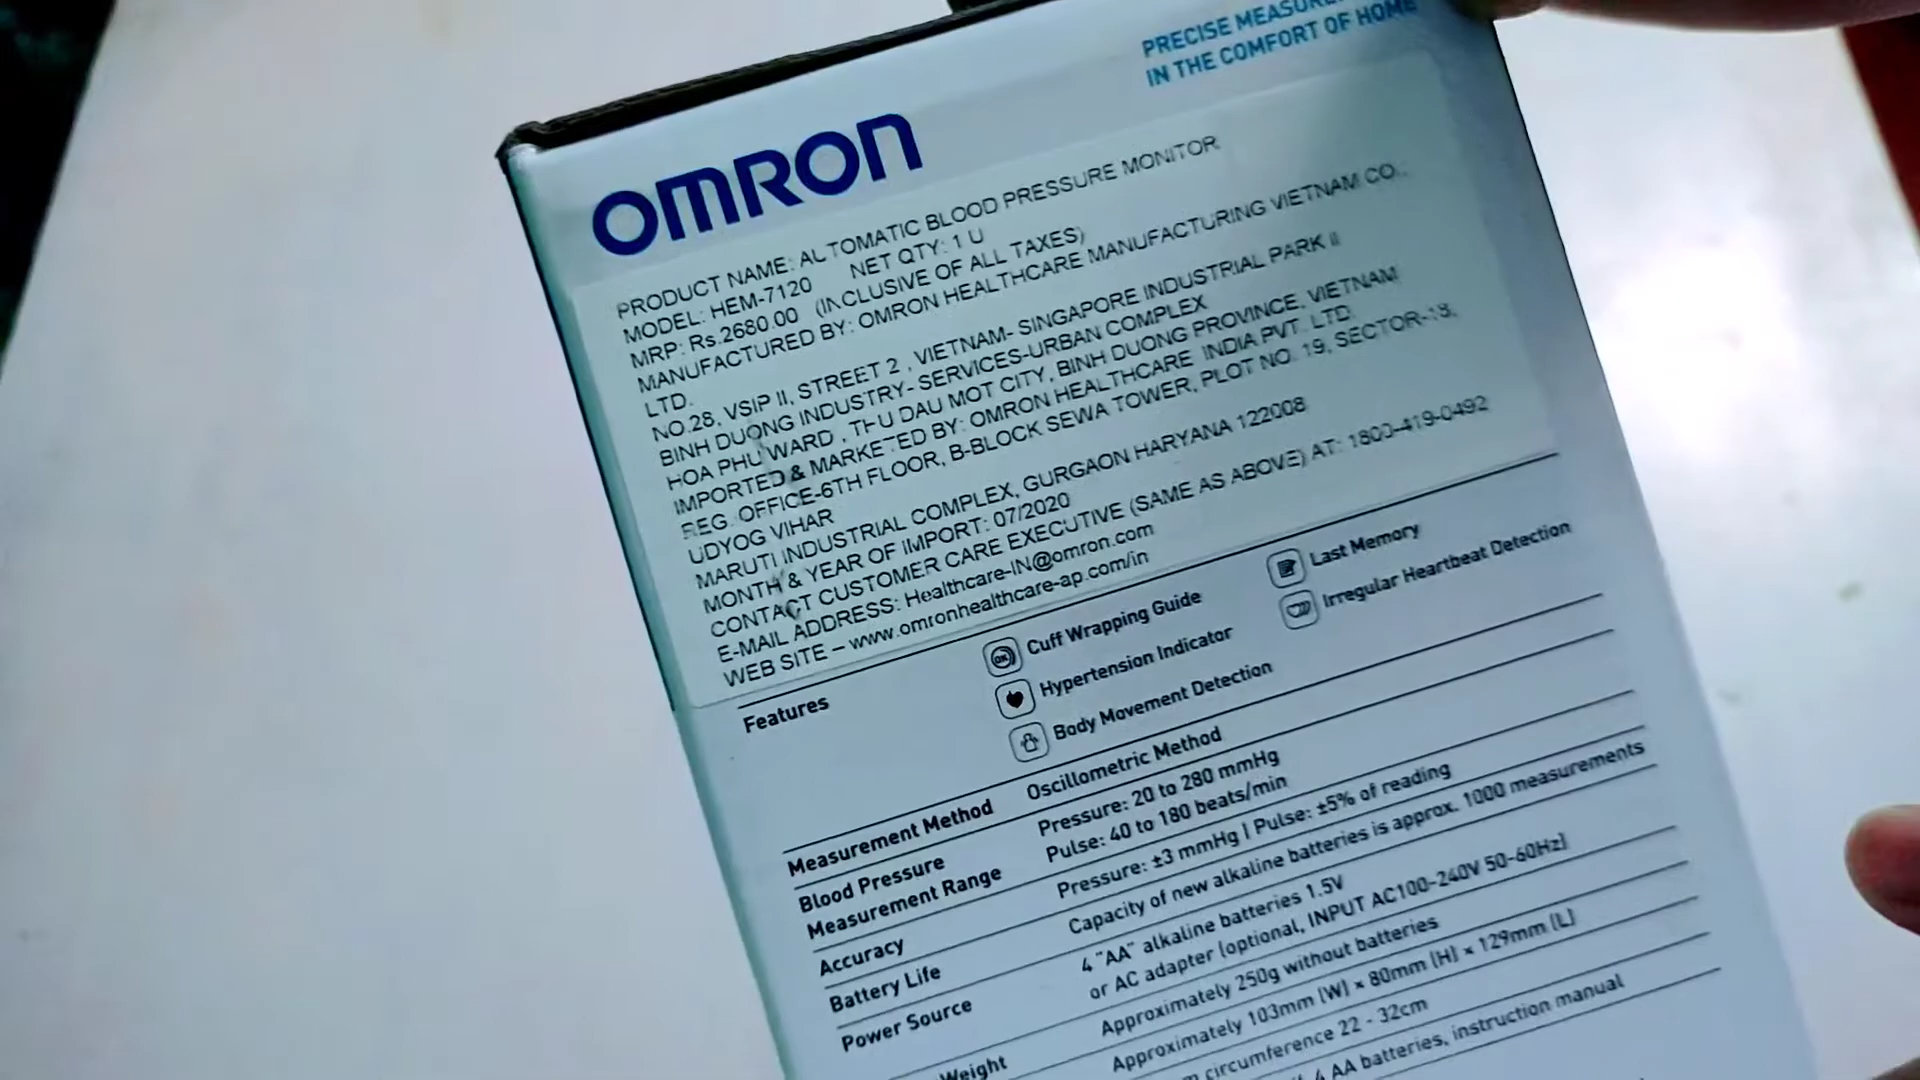 PRECISE
IN THE COMFORT OF HOME
OMRON
PRODUCT NAME: AUTOMATIC BLOOD PRESSURE MONITOR
MODEL: HEM-7120 NET QTY: 1 U
MRP: Rs.2680.00 (INCLUSIVE OF ALL TAXES)
MANUFACTURED BY: OMRON HEALTHCARE MANUFACTURING VIETNAM CO.,
LTD.
NO.28, VSIP II, STREET 2 , VIETNAM- SINGAPORE INDUSTRIAL PARK II
BINH DUONG INDUSTRY- SERVICES-URBAN COMPLEX
HOA PHU WARD , THU DAU MOT CITY, BINH DUONG PROVINCE, VIETNAM
IMPORTED & MARKETED BY: OMRON HEALTHCARE INDIA PVT. LTD.
REG. OFFICE-6TH FLOOR, B-BLOCK SEWA TOWER, PLOT NO. 19, SECTOR-18,
UDYOG VIHAR
MARUTI INDUSTRIAL COMPLEX, GURGAON HARYANA 122008
MONTH & YEAR OF IMPORT: 07/2020
CONTACT CUSTOMER CARE EXECUTIVE (SAME AS ABOVE) AT: 1800-419-0492
E-MAIL ADDRESS: Healthcare-IN@omron.com
WEB SITE – www.omronhealthcare-ap.com/in
Features
OK
Cuff Wrapping Guide
Hypertension Indicator
Body Movement Detection
Last Memory
Irregular Heartbeat Detection
Measurement Method Oscillometric Method
Blood Pressure Pressure: 20 to 280 mmHg
Measurement Range Pulse: 40 to 180 beats/min
Accuracy Pressure: ±3 mmHg | Pulse: ±5% of reading
Battery Life Capacity of new alkaline batteries is approx. 1000 measurements
Power Source 4 "AA" alkaline batteries 1.5V
or AC adapter (optional, INPUT AC100-240V 50-60Hz)
Weight Approximately 250g without batteries
Approximately 103mm (W) × 80mm (H) × 129mm (L)
circumference 22 - 32cm
4 AA batteries, instruction manual